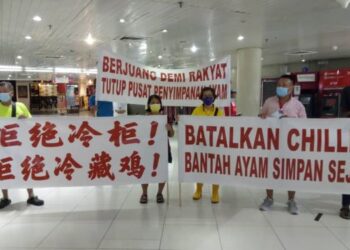 BERJUANG DEMI RAKYAT
TUTUP PUSAT PENYIMPANAN AYAM
拒绝冷柜!
拒绝冷藏鸡!
BATALKAN CHILL
BANTAH AYAM SIMPAN SEJ